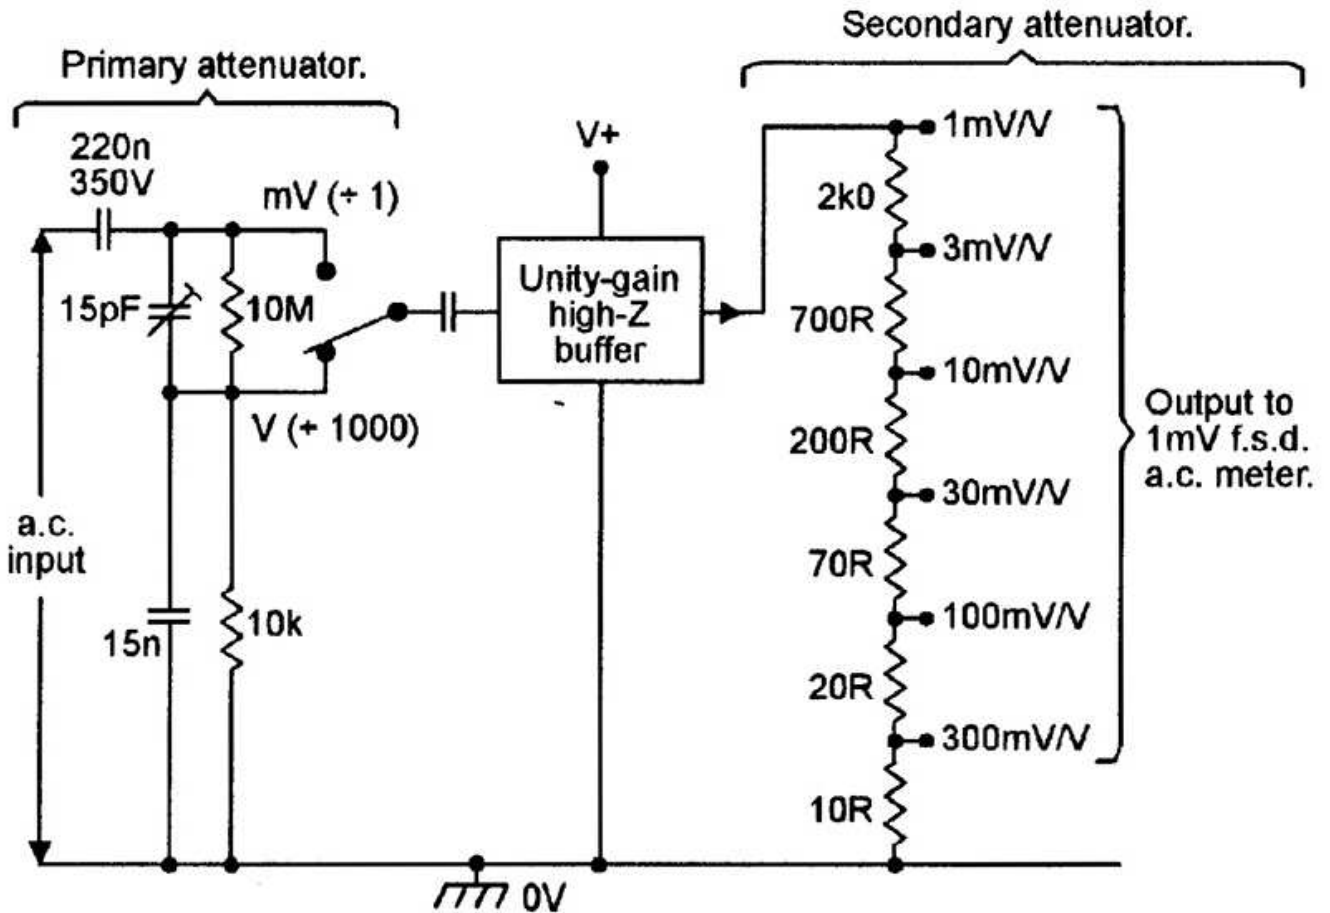 Primary attenuator.
Secondary attenuator.
220n
350V
mV (÷ 1)
15pF
10M
V (÷ 1000)
a.c.
input
15n
10k
V+
Unity-gain
high-Z
buffer
0V
1mV/V
2k0
3mV/V
700R
10mV/V
200R
30mV/V
70R
100mV/V
20R
300mV/V
10R
Output to
1mV f.s.d.
a.c. meter.